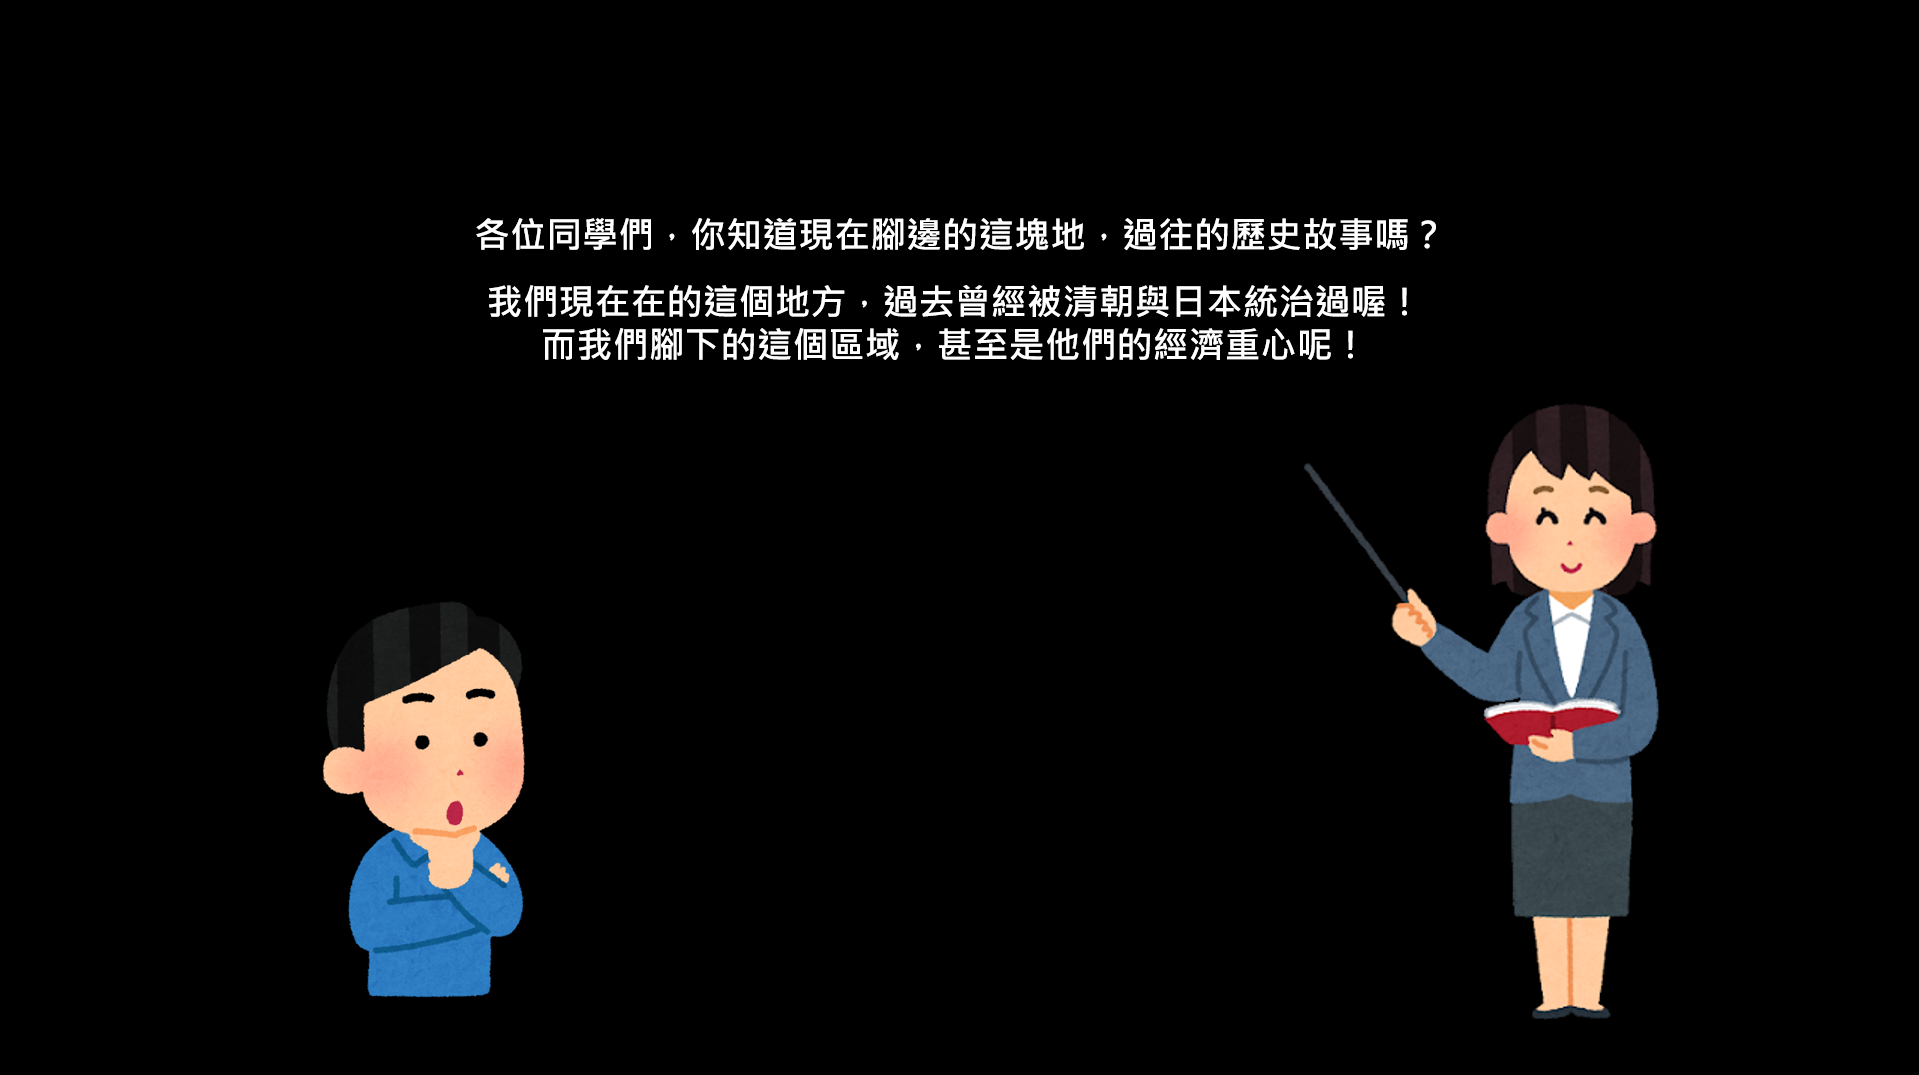 各位同學們，你知道現在腳邊的這塊地，過往的歷史故事嗎？
我們現在在的這個地方，過去曾經被清朝與日本統治過喔！
而我們腳下的這個區域，甚至是他們的經濟重心呢！